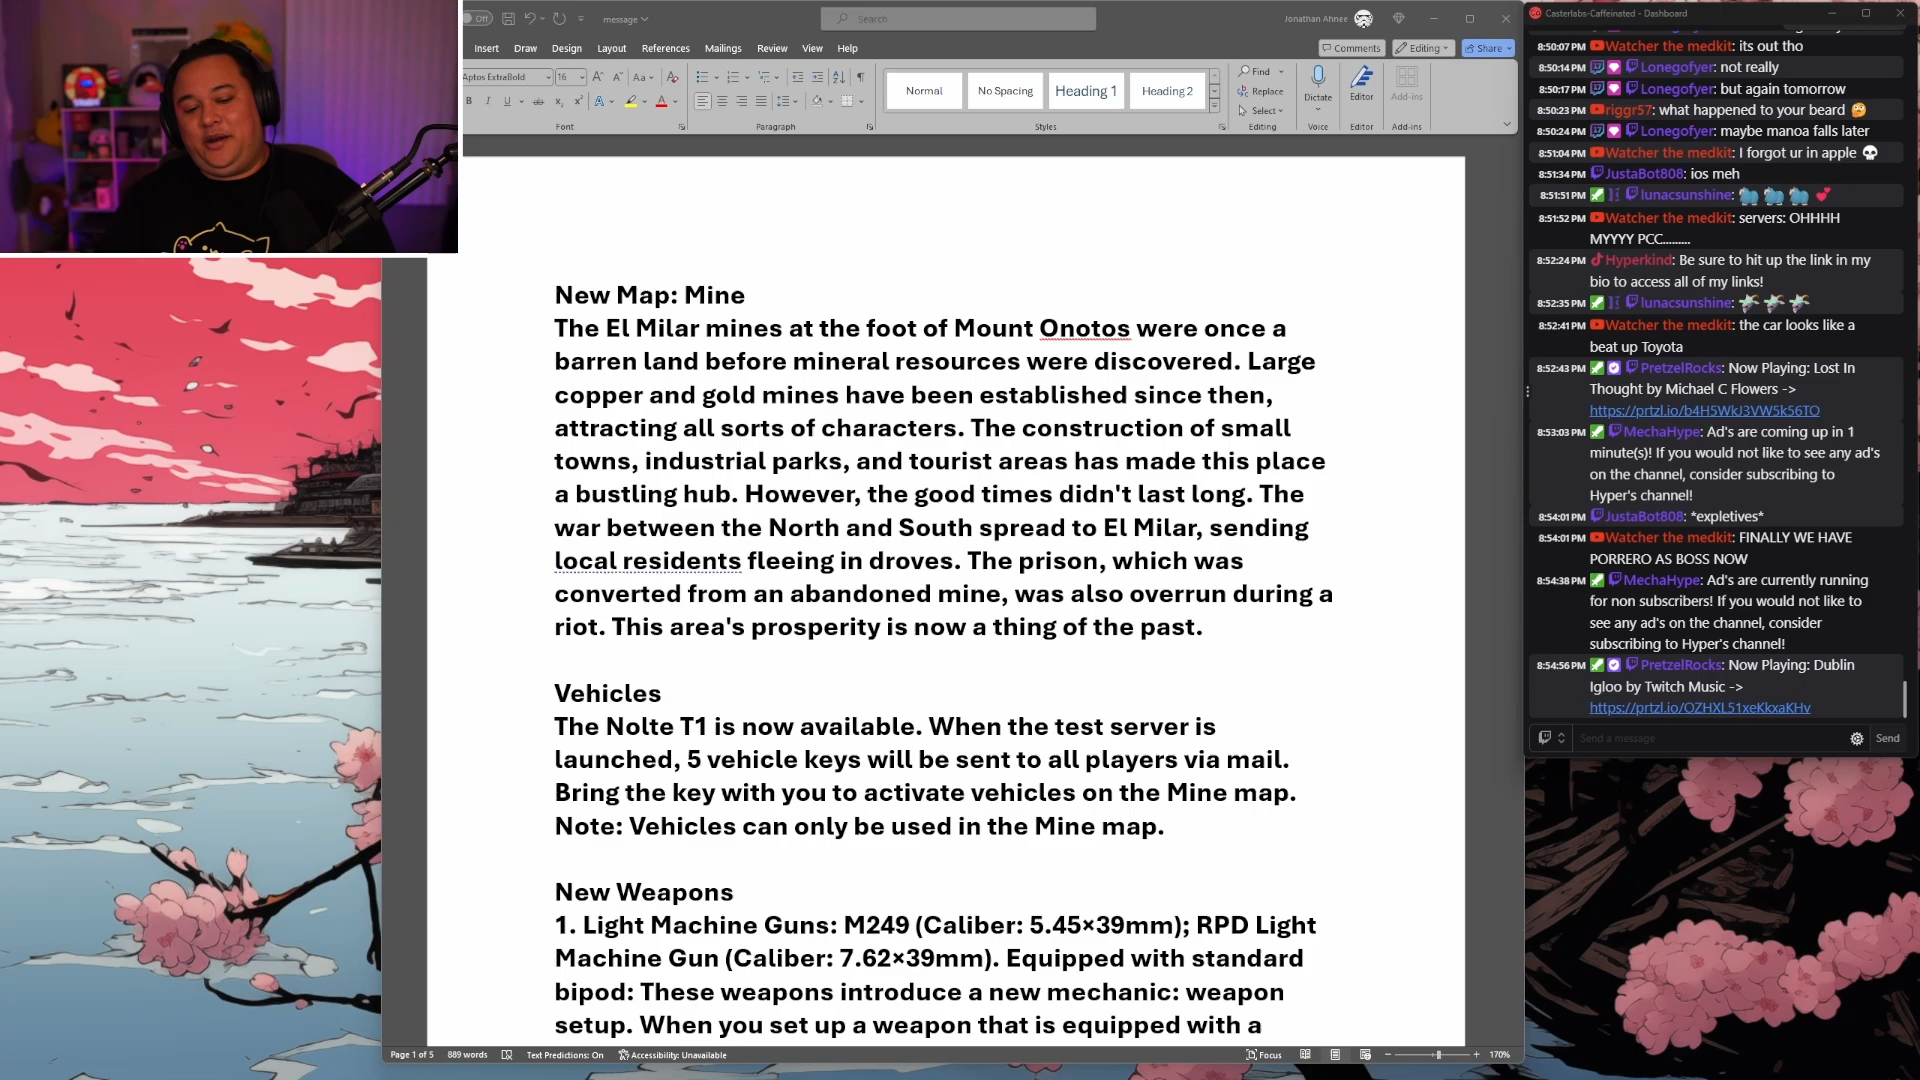 Off
message
Search
Jonathan Ahnee
Insert Draw Design Layout References Mailings Review View Help
Comments Editing Share
Aptos ExtraBold 16 Aa
Normal No Spacing Heading 1 Heading 2
Find
Replace
Select
Dictate
Editor
Add-ins
Font Paragraph Styles Editing Voice Editor Add-ins
New Map: Mine
The El Milar mines at the foot of Mount Onotos were once a
barren land before mineral resources were discovered. Large
copper and gold mines have been established since then,
attracting all sorts of characters. The construction of small
towns, industrial parks, and tourist areas has made this place
a bustling hub. However, the good times didn't last long. The
war between the North and South spread to El Milar, sending
local residents fleeing in droves. The prison, which was
converted from an abandoned mine, was also overrun during a
riot. This area's prosperity is now a thing of the past.
Vehicles
The Nolte T1 is now available. When the test server is
launched, 5 vehicle keys will be sent to all players via mail.
Bring the key with you to activate vehicles on the Mine map.
Note: Vehicles can only be used in the Mine map.
New Weapons
1. Light Machine Guns: M249 (Caliber: 5.45×39mm); RPD Light
Machine Gun (Caliber: 7.62×39mm). Equipped with standard
bipod: These weapons introduce a new mechanic: weapon
setup. When you set up a weapon that is equipped with a
Page 1 of 5 889 words Text Predictions: On Accessibility: Unavailable Focus 170%
Casterlabs-Caffeinated - Dashboard
8:50:07 PM Watcher the medkit: its out tho
8:50:14 PM Lonegofyer: not really
8:50:17 PM Lonegofyer: but again tomorrow
8:50:23 PM riggr57: what happened to your beard
8:50:24 PM Lonegofyer: maybe manoa falls later
8:51:04 PM Watcher the medkit: I forgot ur in apple
8:51:34 PM JustaBot808: ios meh
8:51:51 PM lunacsunshine:
8:51:52 PM Watcher the medkit: servers: OHHHH
MYYYY PCC.........
8:52:24 PM Hyperkind: Be sure to hit up the link in my
bio to access all of my links!
8:52:35 PM lunacsunshine:
8:52:41 PM Watcher the medkit: the car looks like a
beat up Toyota
8:52:43 PM PretzelRocks: Now Playing: Lost In
Thought by Michael C Flowers ->
https://prtzl.io/b4H5WkJ3VW5k56TO
8:53:03 PM MechaHype: Ad's are coming up in 1
minute(s)! If you would not like to see any ad's
on the channel, consider subscribing to
Hyper's channel!
8:54:01 PM JustaBot808: *expletives*
8:54:01 PM Watcher the medkit: FINALLY WE HAVE
PORRERO AS BOSS NOW
8:54:38 PM MechaHype: Ad's are currently running
for non subscribers! If you would not like to
see any ad's on the channel, consider
subscribing to Hyper's channel!
8:54:56 PM PretzelRocks: Now Playing: Dublin
Igloo by Twitch Music ->
https://prtzl.io/OZHXL51xeKkxaKHv
Send a message
Send